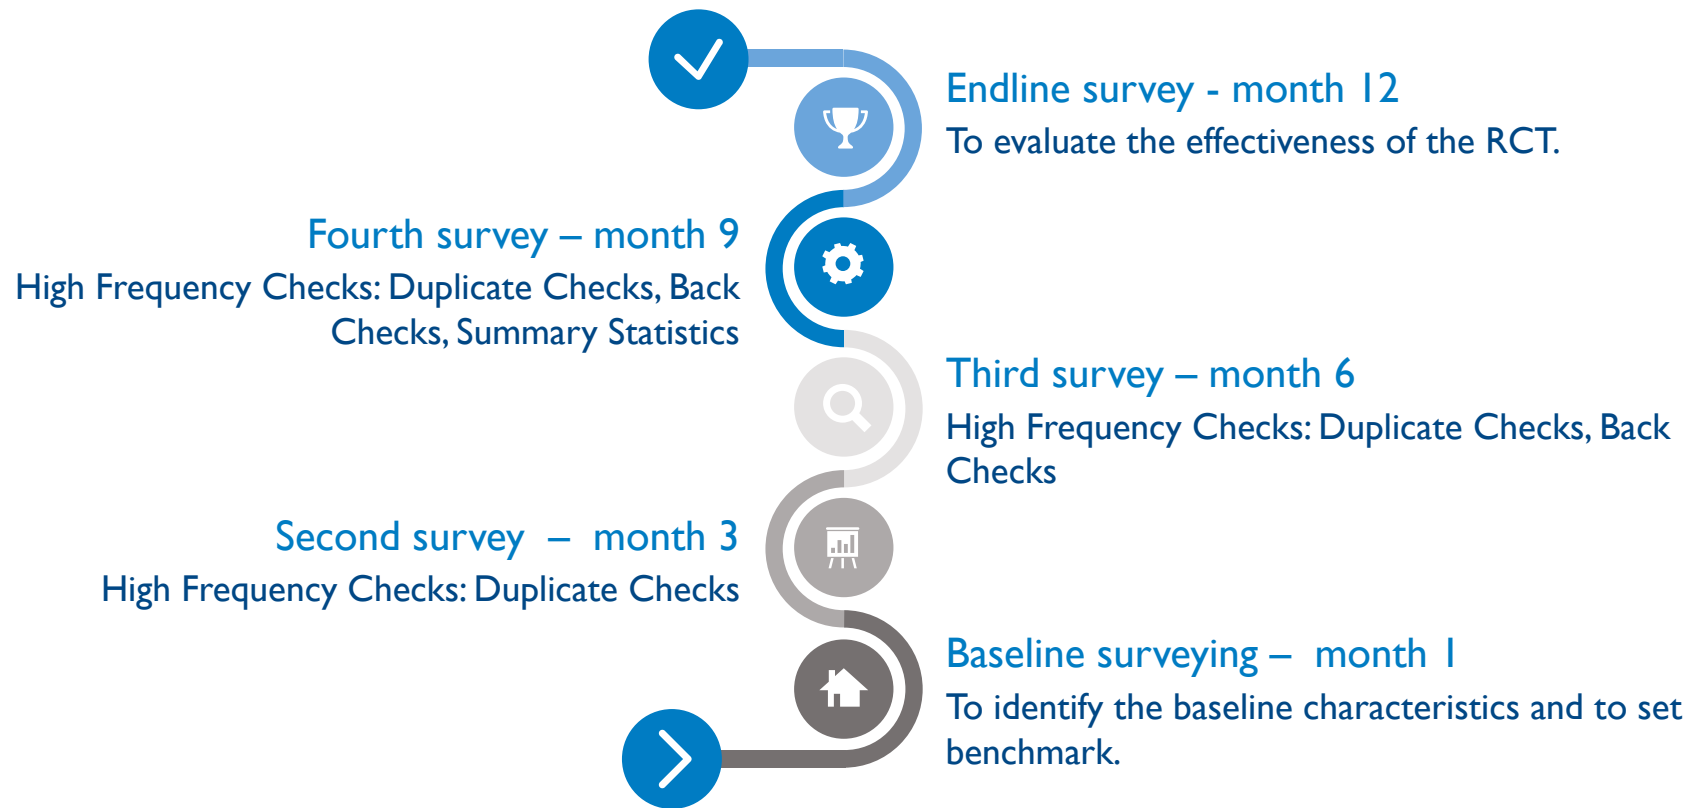 Endline survey - month 12
To evaluate the effectiveness of the RCT.
Fourth survey – month 9
High Frequency Checks: Duplicate Checks, Back
Checks, Summary Statistics
Third survey – month 6
High Frequency Checks: Duplicate Checks, Back
Checks
Second survey – month 3
High Frequency Checks: Duplicate Checks
Baseline surveying – month 1
To identify the baseline characteristics and to set
benchmark.